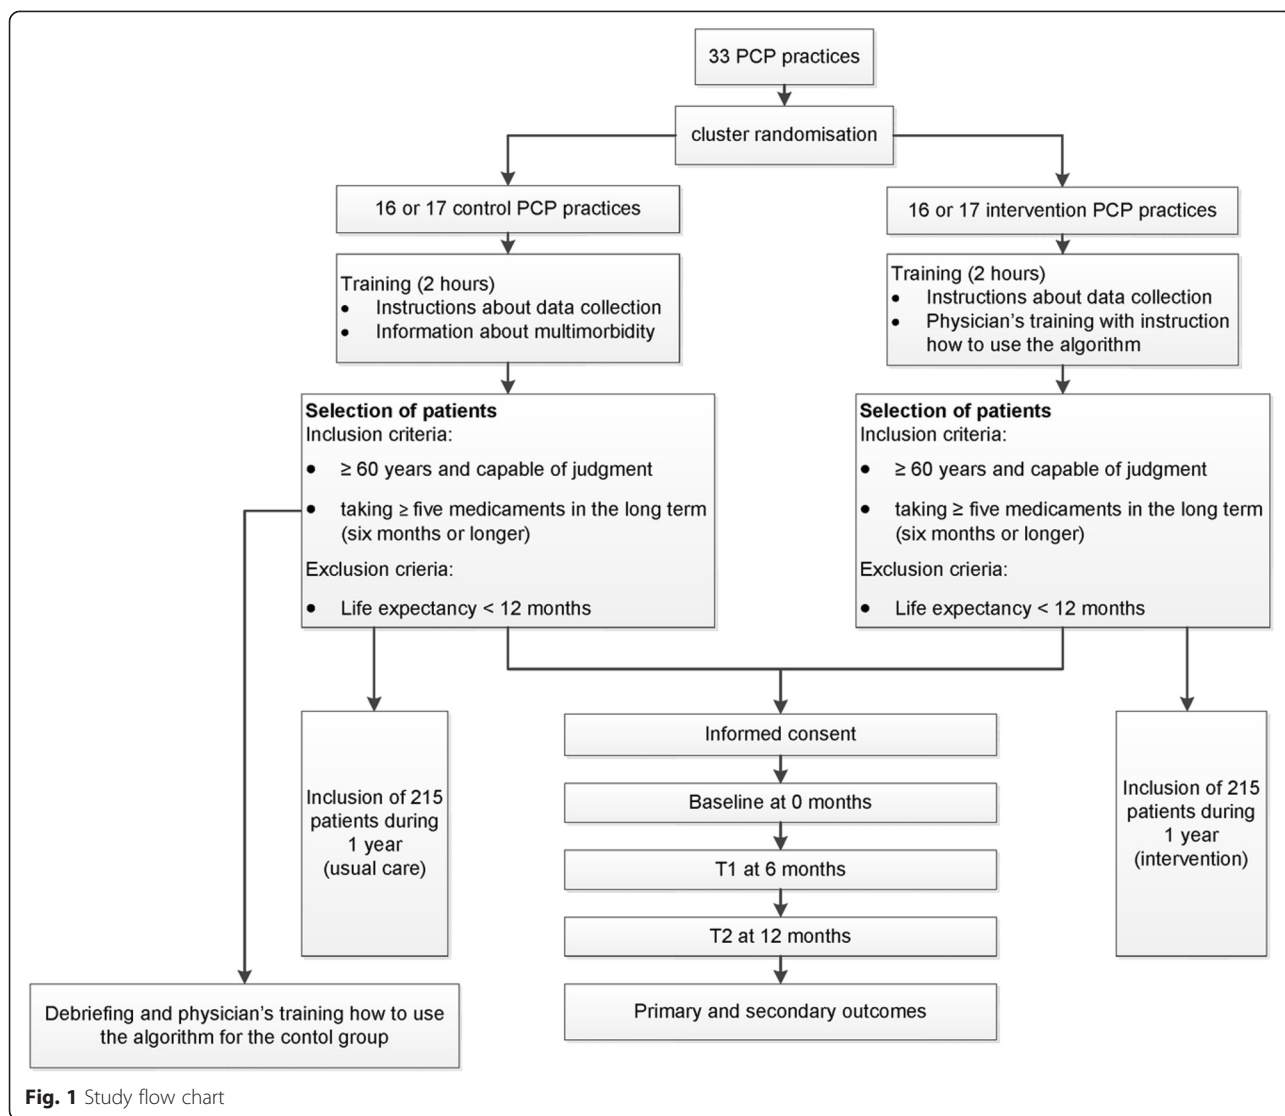 33 PCP practices
cluster randomisation
16 or 17 control PCP practices
16 or 17 intervention PCP practices
Training (2 hours)
• Instructions about data collection
• Information about multimorbidity
Training (2 hours)
• Instructions about data collection
• Physician's training with instruction
how to use the algorithm
Selection of patients
Inclusion criteria:
• ≥ 60 years and capable of judgment
• taking ≥ five medicaments in the long term
(six months or longer)
Exclusion crieria:
• Life expectancy < 12 months
Selection of patients
Inclusion criteria:
• ≥ 60 years and capable of judgment
• taking ≥ five medicaments in the long term
(six months or longer)
Exclusion criteria:
• Life expectancy < 12 months
Inclusion of 215
patients during
1 year
(usual care)
Informed consent
Baseline at 0 months
T1 at 6 months
T2 at 12 months
Primary and secondary outcomes
Inclusion of 215
patients during
1 year
(intervention)
Debriefing and physician's training how to use
the algorithm for the contol group
Fig. 1 Study flow chart